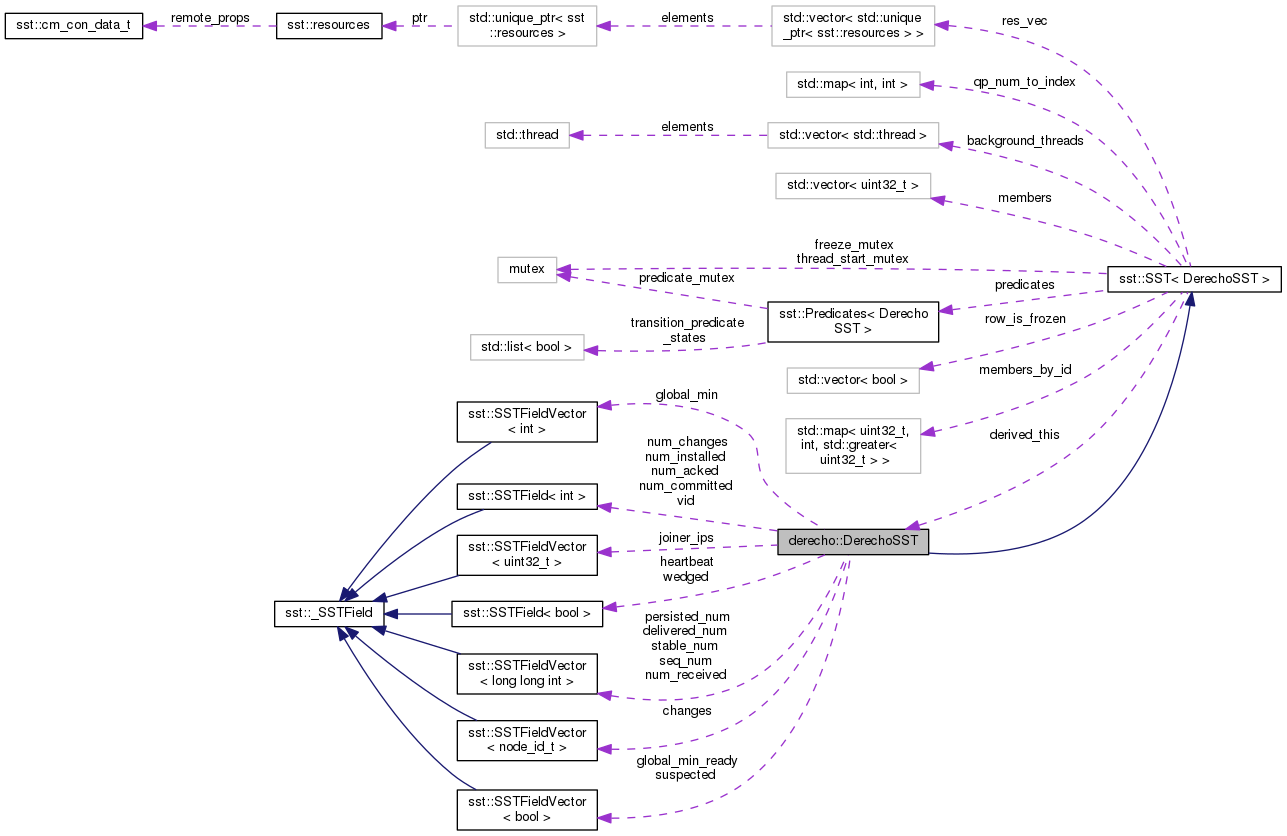 sst::cm_con_data_t
remote_props
sst::resources
ptr
std::unique_ptr< sst
::resources >
elements
std::vector< std::unique
_ptr< sst::resources > >
res_vec
std::map< int, int >
qp_num_to_index
std::thread
elements
std::vector< std::thread >
background_threads
std::vector< uint32_t >
members
mutex
freeze_mutex
thread_start_mutex
predicate_mutex
sst::SST< DerechoSST >
predicates
sst::Predicates< Derecho
SST >
transition_predicate
_states
std::list< bool >
row_is_frozen
std::vector< bool >
members_by_id
std::map< uint32_t,
int, std::greater<
uint32_t > >
derived_this
global_min
sst::SSTFieldVector
< int >
num_changes
num_installed
num_acked
num_committed
vid
sst::SSTField< int >
derecho::DerechoSST
joiner_ips
sst::SSTFieldVector
< uint32_t >
heartbeat
wedged
sst::_SSTField
sst::SSTField< bool >
persisted_num
delivered_num
stable_num
seq_num
num_received
sst::SSTFieldVector
< long long int >
changes
sst::SSTFieldVector
< node_id_t >
global_min_ready
suspected
sst::SSTFieldVector
< bool >